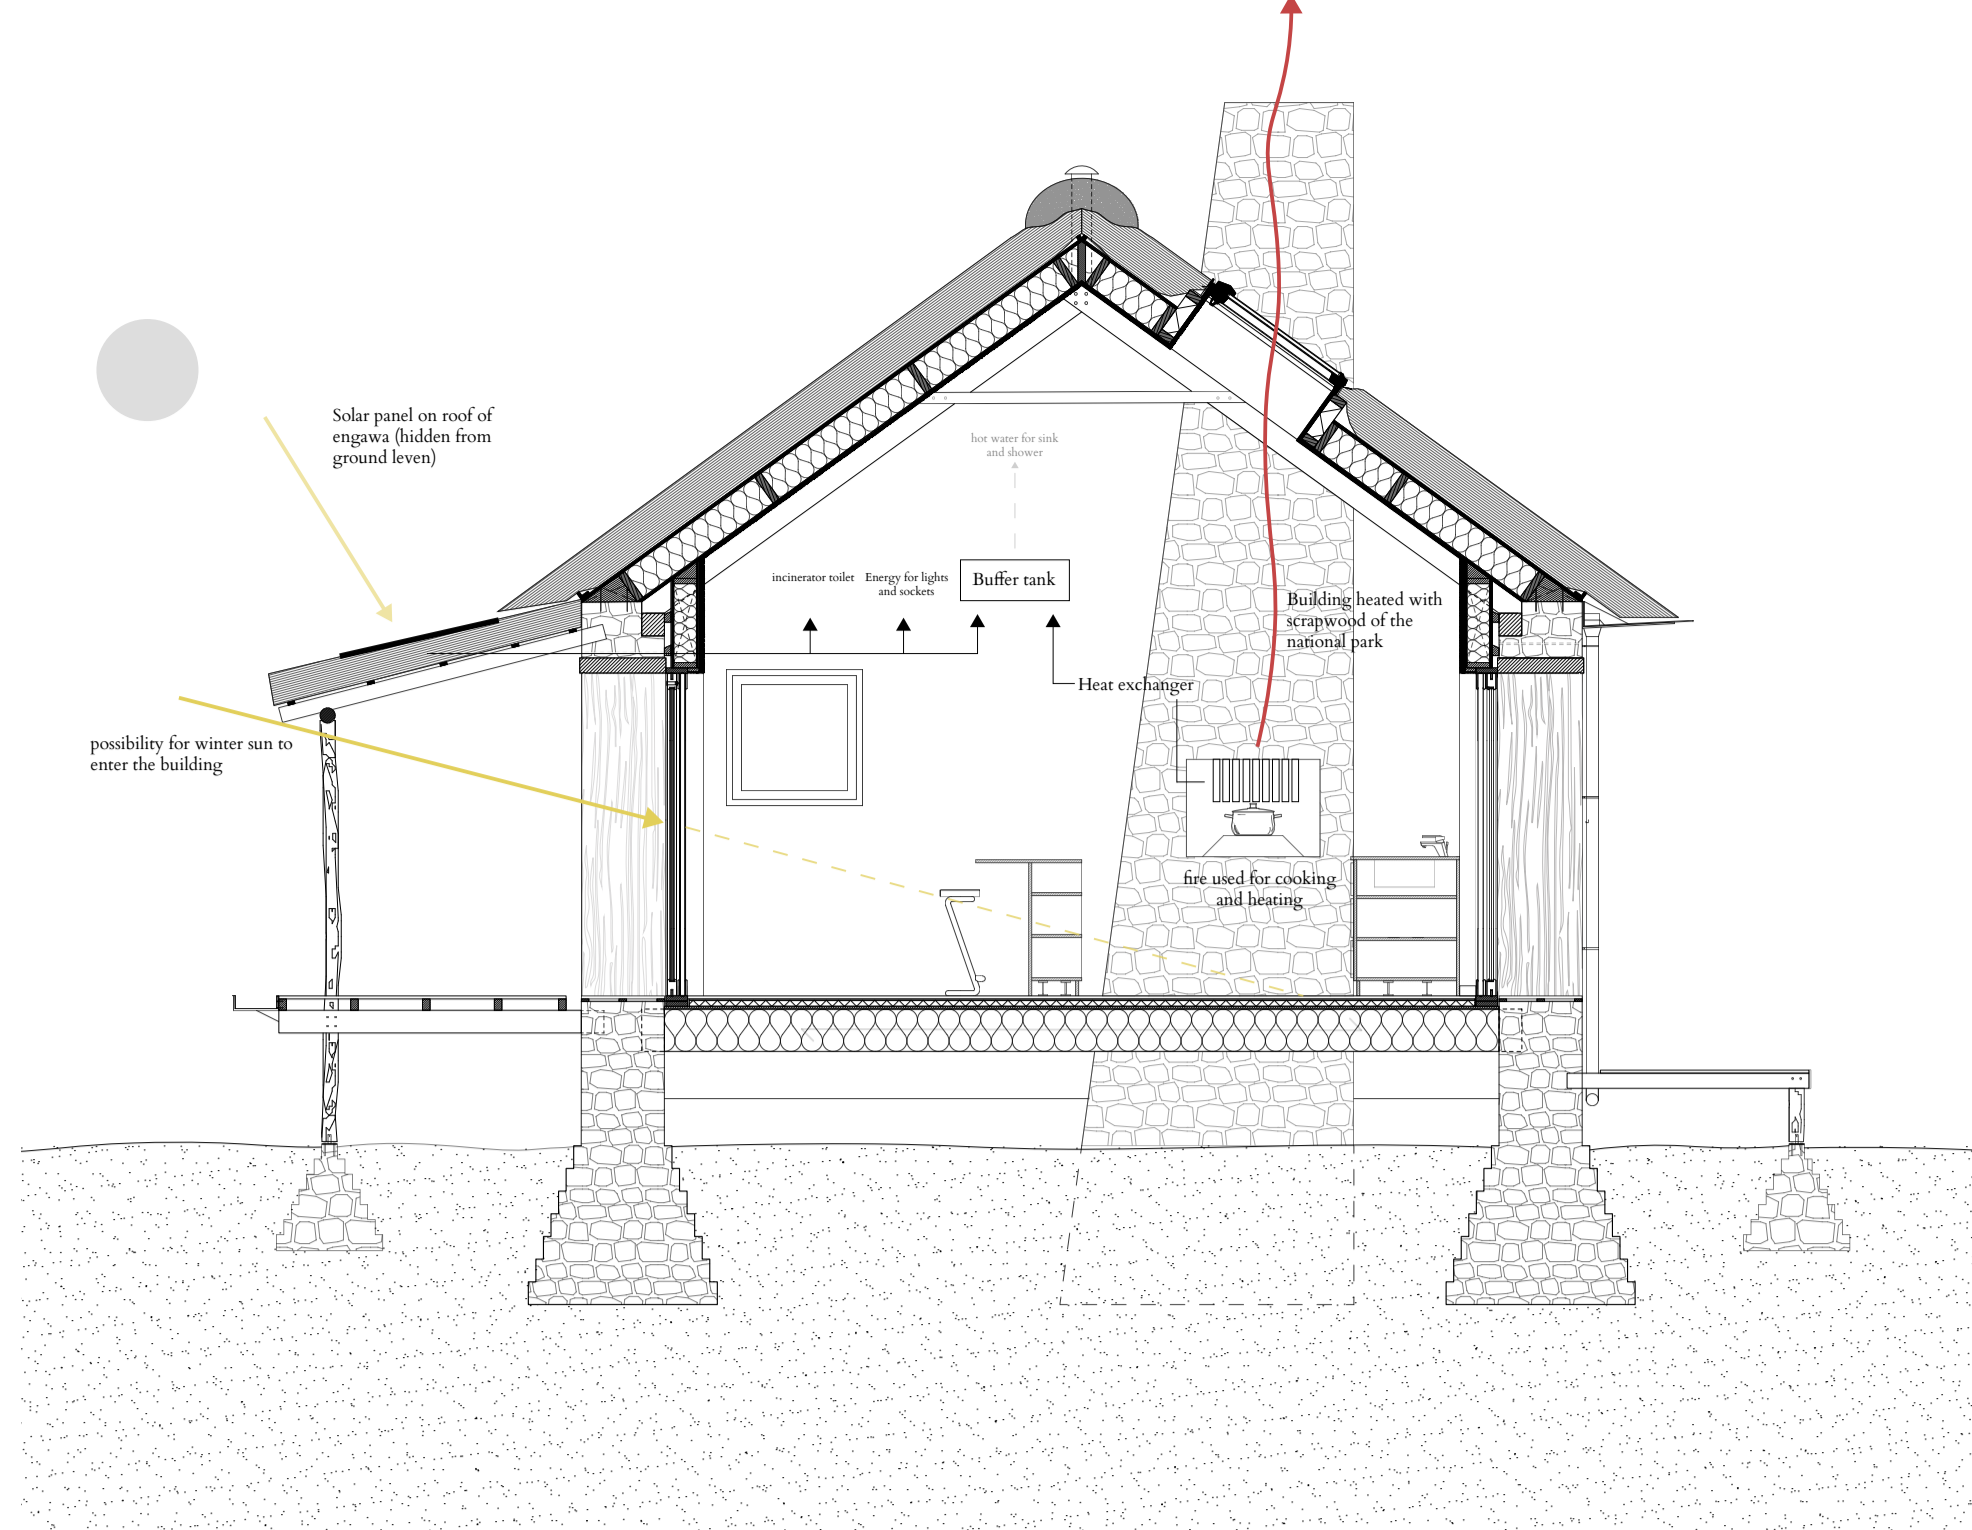 Solar panel on roof of
engawa (hidden from
ground leven)
hot water for sink
and shower
incinerator toilet
Energy for lights
and sockets
Buffer tank
Building heated with
scrapwood of the
national park
Heat exchanger
possibility for winter sun to
enter the building
fire used for cooking
and heating